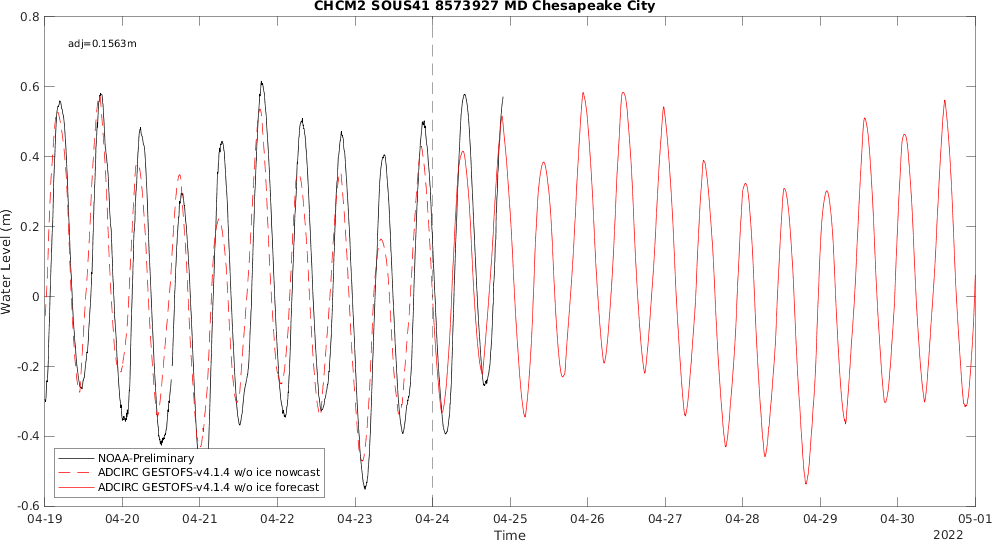 CHCM2 SOUS41 8573927 MD Chesapeake City
adj=0.1563m
Water Level (m)
0.8
0.6
0.4
0.2
0
-0.2
-0.4
-0.6
NOAA-Preliminary
ADCIRC GESTOFS-v4.1.4 w/o ice nowcast
ADCIRC GESTOFS-v4.1.4 w/o ice forecast
04-19 04-20 04-21 04-22 04-23 04-24 04-25 04-26 04-27 04-28 04-29 04-30 05-01
Time
2022